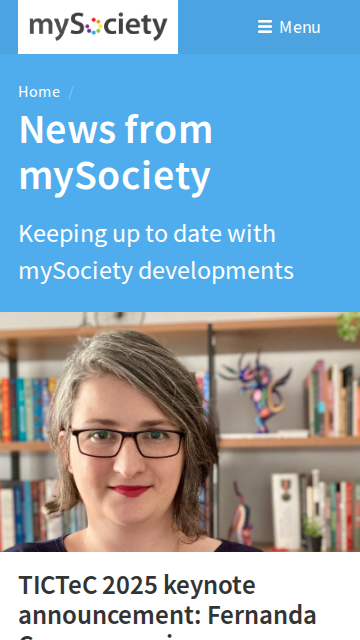 mySociety
Menu
Home /
News from
mySociety
Keeping up to date with
mySociety developments
TICTeC 2025 keynote
announcement: Fernanda